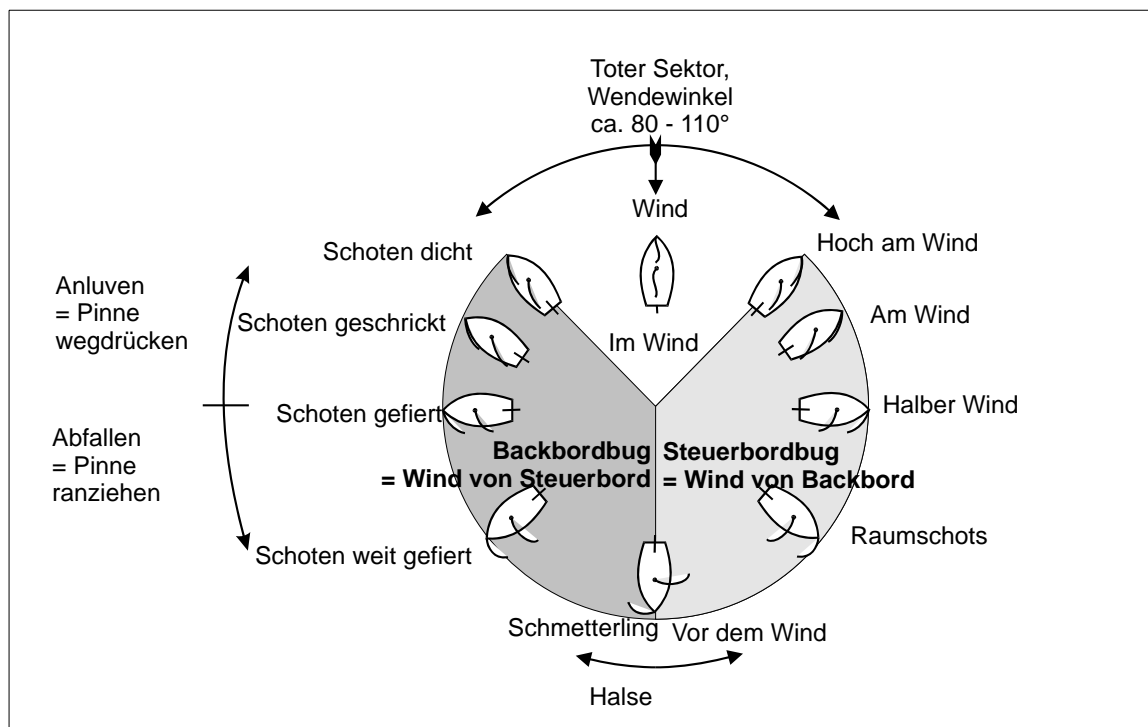 Toter Sektor,
Wendewinkel
ca. 80 - 110°
Wind
Schoten dicht
Hoch am Wind
Anluven
= Pinne
wegdrücken
Schoten geschrickt
Im Wind
Am Wind
Schoten gefiert
Halber Wind
Abfallen
= Pinne
ranziehen
Backbordbug
= Wind von Steuerbord
Steuerbordbug
= Wind von Backbord
Schoten weit gefiert
Raumschots
Schmetterling
Vor dem Wind
Halse